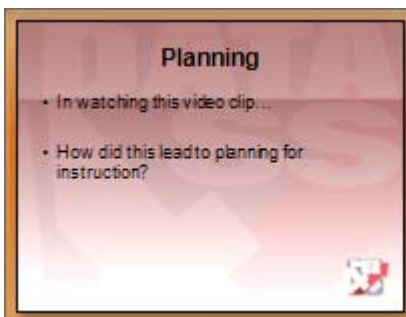 Planning
• In watching this video clip...
• How did this lead to planning for
instruction?